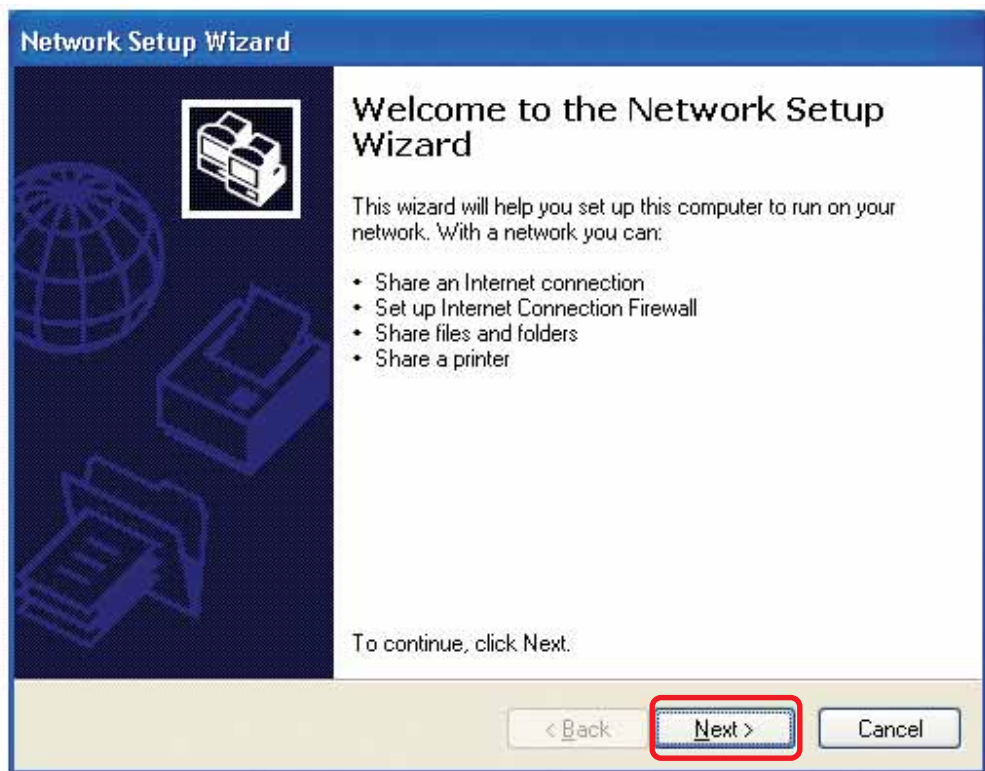 Network Setup Wizard
Welcome to the Network Setup
Wizard
This wizard will help you set up this computer to run on your
network. With a network you can:
• Share an Internet connection
• Set up Internet Connection Firewall
• Share files and folders
• Share a printer
To continue, click Next.
< Back Next > Cancel